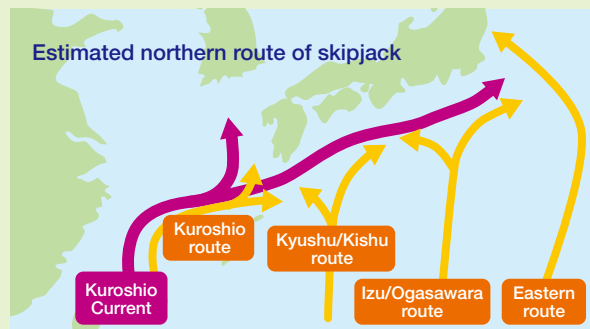 Estimated northern route of skipjack
Kuroshio
route
Kyushu/Kishu
route
Kuroshio
Current
Izu/Ogasawara
route
Eastern
route